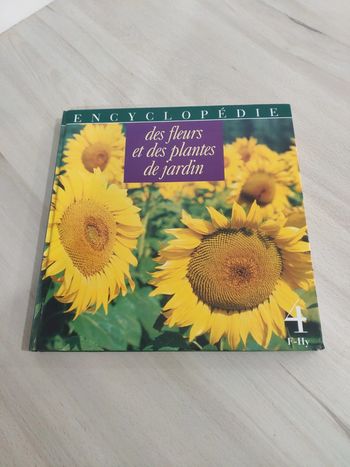 ENCYCLOPÉDIE
des fleurs
et des plantes
de jardin
4
F-Hy